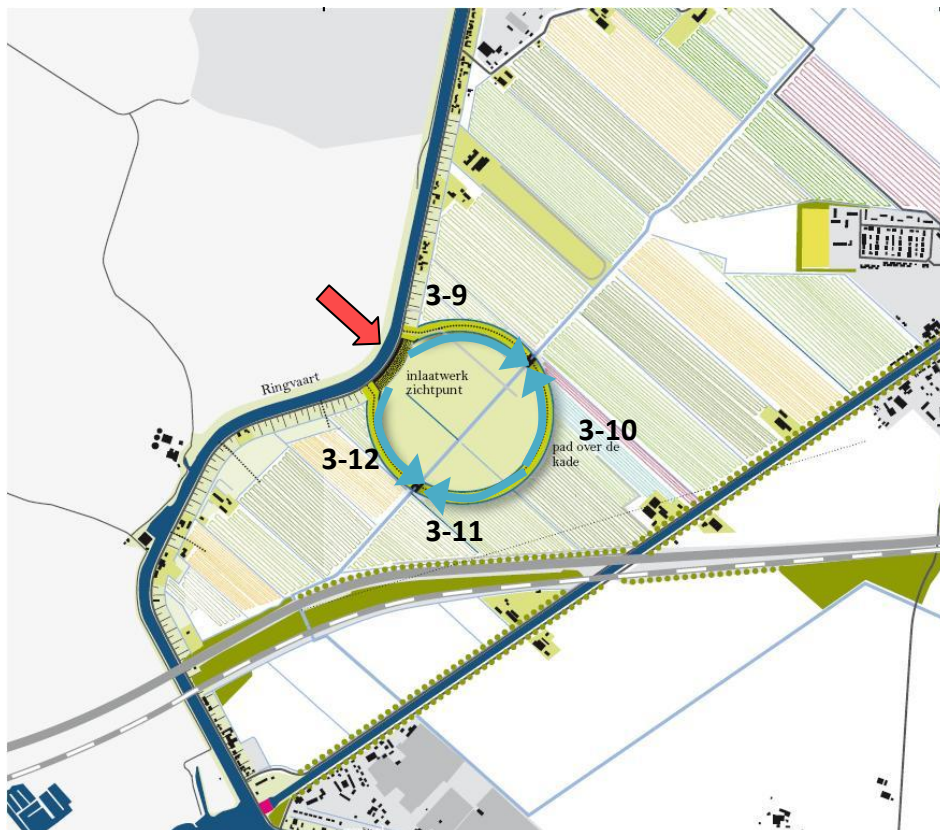 3-9
Ringvaart
inlaatwerk
zichtpunt
3-10
pad over de
kade
3-12
3-11